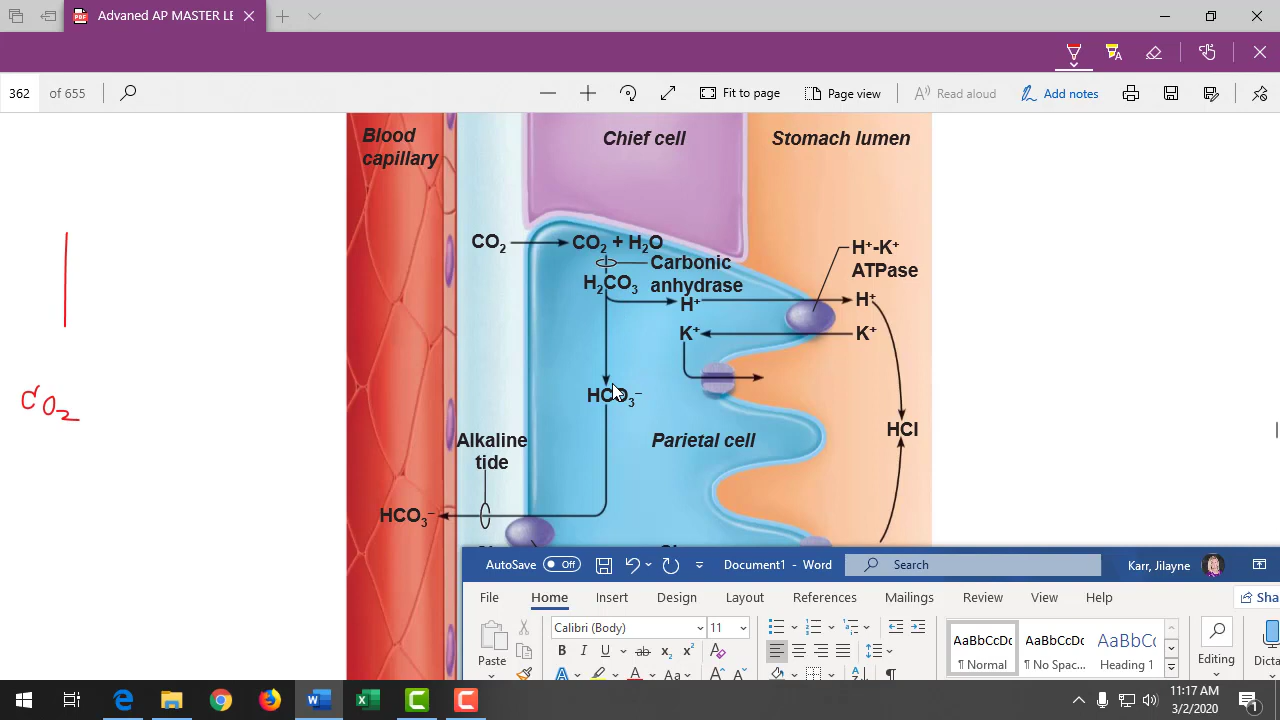 Advaned AP MASTER LE
362 of 655
Fit to page
Page view
Read aloud
Add notes
Blood
capillary
Chief cell
Stomach lumen
CO₂
CO₂ + H₂O
Carbonic
anhydrase
H₂CO₃
H⁺-K⁺
ATPase
H⁺
H⁺
K⁺
K⁺
CO₂
HCO₃⁻
HCl
Alkaline
tide
Parietal cell
HCO₃⁻
AutoSave Off
Document1 - Word
Search
Karr, Jilayne
File Home Insert Design Layout References Mailings Review View Help
Sha
Calibri (Body) 11
Paste
AaBbCcDc AaBbCcDc AaBbCc
¶ Normal ¶ No Spac... Heading 1
Editing
Dicta
11:17 AM
3/2/2020